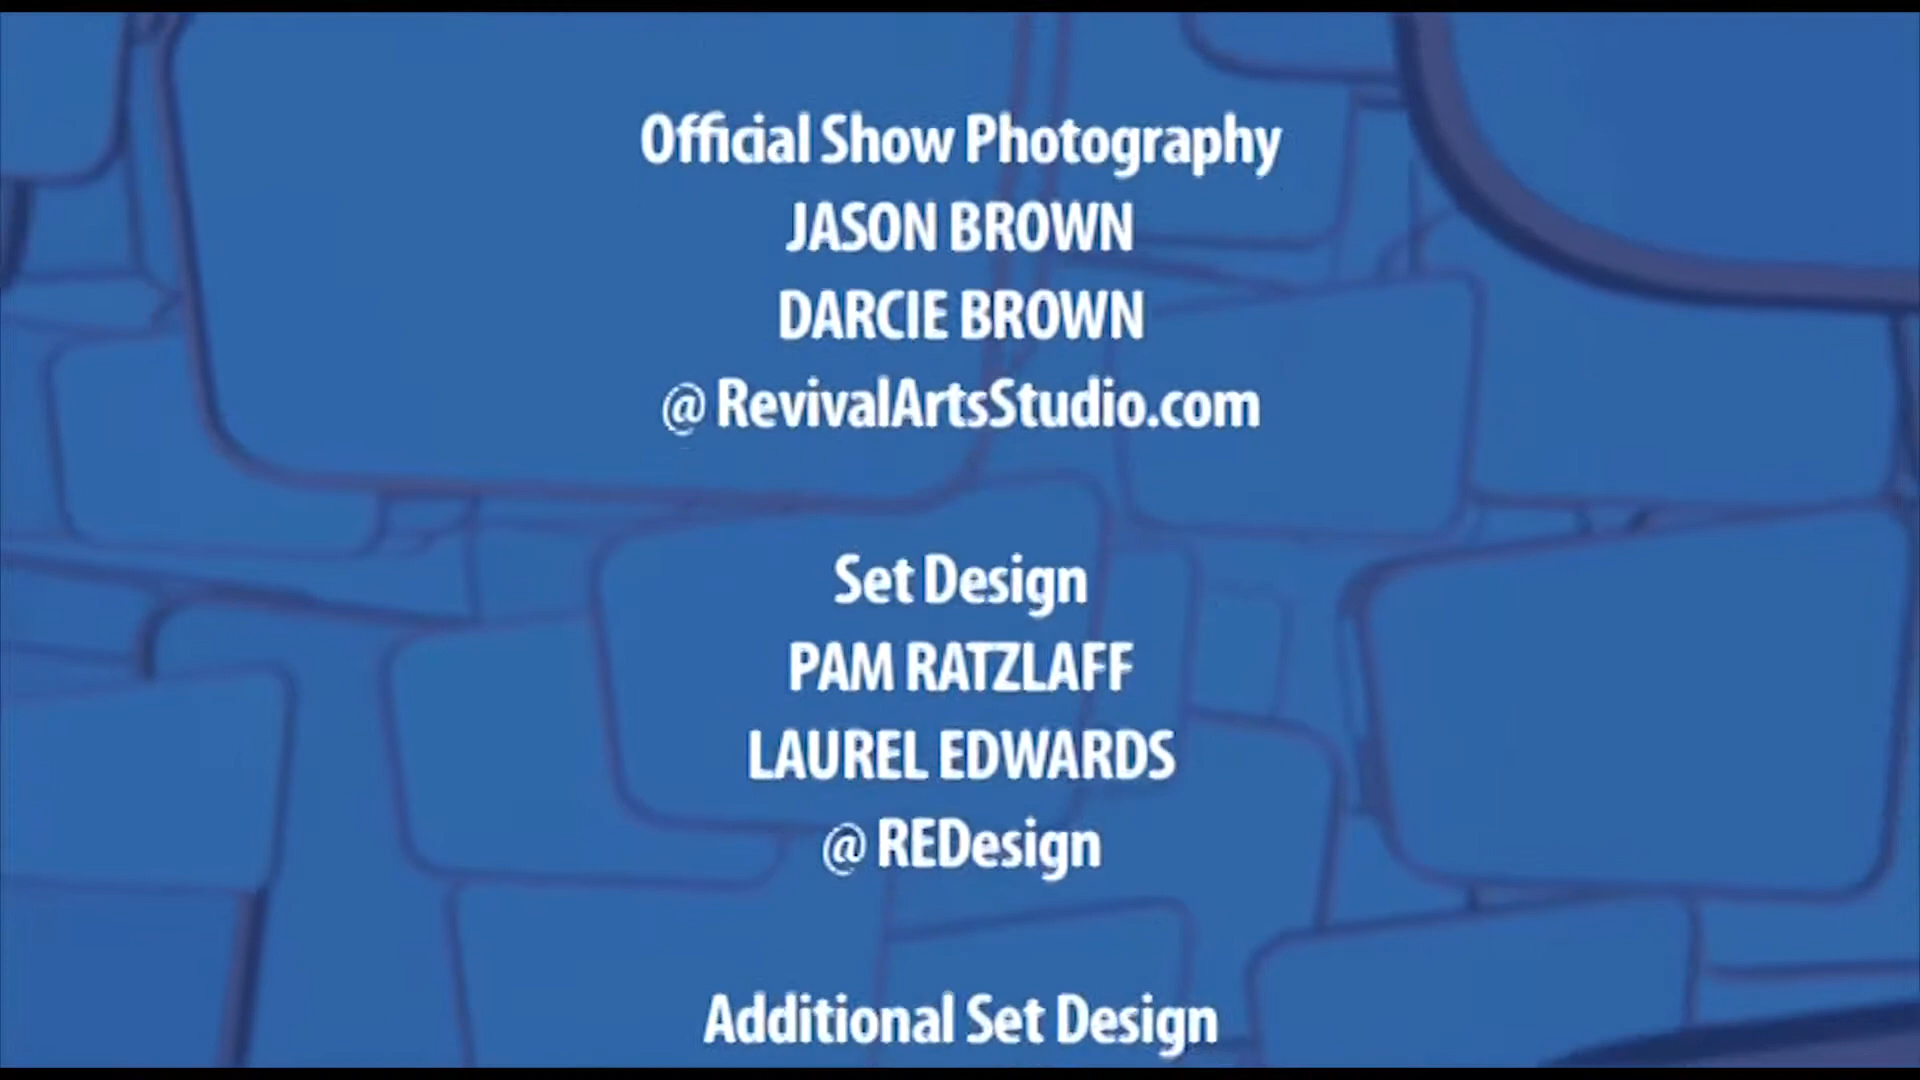 Official Show Photography
JASON BROWN
DARCIE BROWN
@ RevivalArtsStudio.com
Set Design
PAM RATZLAFF
LAUREL EDWARDS
@ REDesign
Additional Set Design